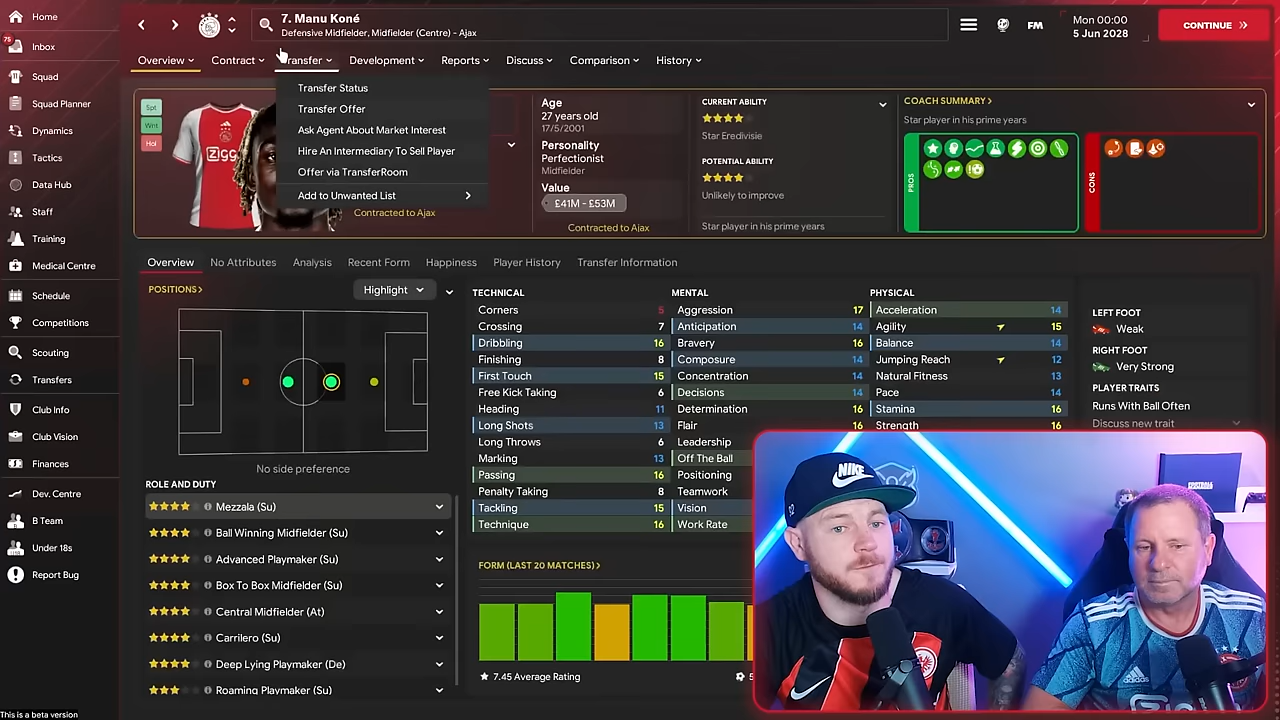 Home
75
Inbox
Squad
Squad Planner
Dynamics
Tactics
Data Hub
Staff
Training
Medical Centre
Schedule
Competitions
Scouting
Transfers
Club Info
Club Vision
Finances
Dev. Centre
B Team
Under 18s
Report Bug
This is a beta version
7. Manu Koné
Defensive Midfielder, Midfielder (Centre) - Ajax
FM
Mon 00:00
5 Jun 2028
CONTINUE
Overview
Contract
Transfer
Development
Reports
Discuss
Comparison
History
Transfer Status
Transfer Offer
Ask Agent About Market Interest
Hire An Intermediary To Sell Player
Offer via TransferRoom
Add to Unwanted List
Contracted to Ajax
Spt
Wnt
Hol
ZIGG
Age
27 years old
17/5/2001
Personality
Perfectionist
Midfielder
Value
£41M - £53M
Contracted to Ajax
CURRENT ABILITY
Star Eredivisie
POTENTIAL ABILITY
Unlikely to improve
Star player in his prime years
COACH SUMMARY >
Star player in his prime years
PROS
CONS
Overview
No Attributes
Analysis
Recent Form
Happiness
Player History
Transfer Information
POSITIONS >
Highlight
No side preference
ROLE AND DUTY
Mezzala (Su)
Ball Winning Midfielder (Su)
Advanced Playmaker (Su)
Box To Box Midfielder (Su)
Central Midfielder (At)
Carrilero (Su)
Deep Lying Playmaker (De)
Roaming Playmaker (Su)
TECHNICAL
Corners 5
Crossing 7
Dribbling 16
Finishing 8
First Touch 15
Free Kick Taking 6
Heading 11
Long Shots 13
Long Throws 6
Marking 13
Passing 16
Penalty Taking 8
Tackling 15
Technique 16
MENTAL
Aggression 17
Anticipation 14
Bravery 16
Composure 14
Concentration 14
Decisions 14
Determination 16
Flair 16
Leadership
Off The Ball
Positioning
Teamwork
Vision
Work Rate
PHYSICAL
Acceleration 14
Agility 15
Balance 14
Jumping Reach 12
Natural Fitness 13
Pace 14
Stamina 16
Strength 16
LEFT FOOT
Weak
RIGHT FOOT
Very Strong
PLAYER TRAITS
Runs With Ball Often
Discuss new trait
FORM (LAST 20 MATCHES) >
7.45 Average Rating
5
NIKE